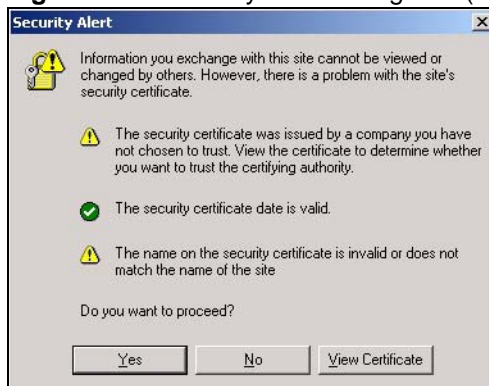 Security Alert
Information you exchange with this site cannot be viewed or
changed by others. However, there is a problem with the site's
security certificate.
The security certificate was issued by a company you have
not chosen to trust. View the certificate to determine whether
you want to trust the certifying authority.
The security certificate date is valid.
The name on the security certificate is invalid or does not
match the name of the site
Do you want to proceed?
Yes No View Certificate